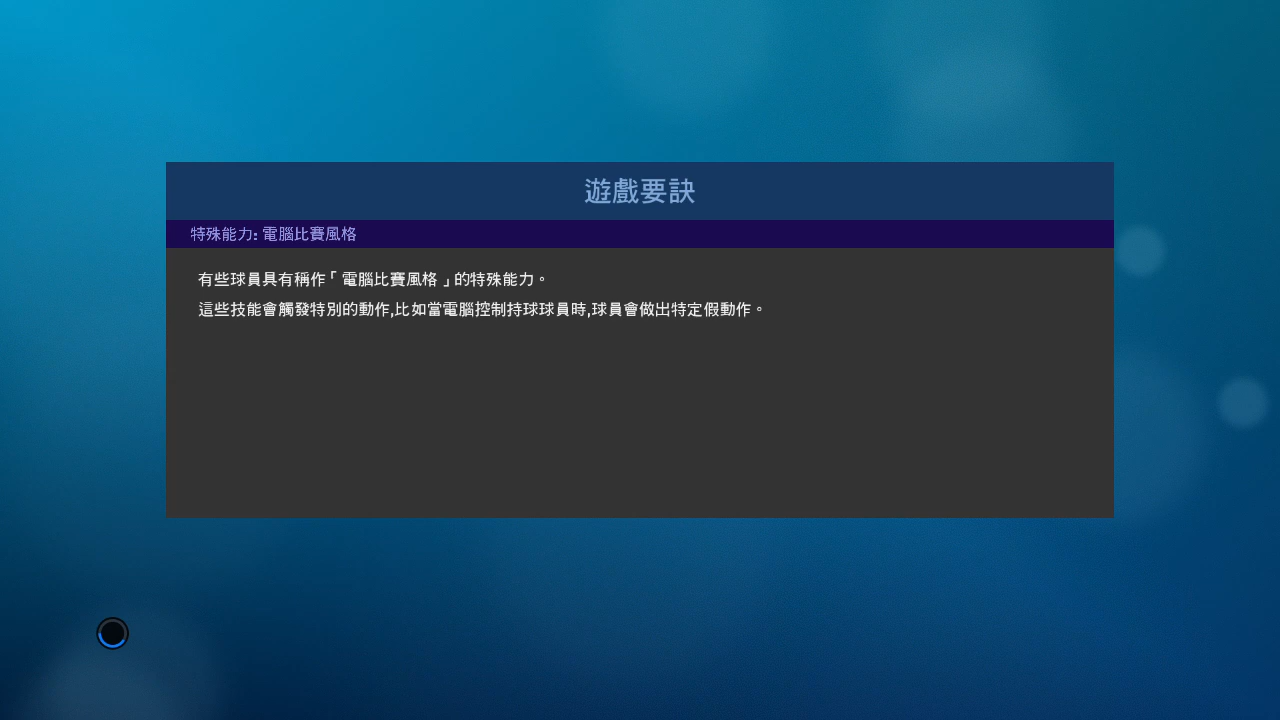 遊戲要訣
特殊能力: 電腦比賽風格
有些球員具有稱作「電腦比賽風格」的特殊能力。
這些技能會觸發特別的動作,比如當電腦控制持球球員時,球員會做出特定假動作。